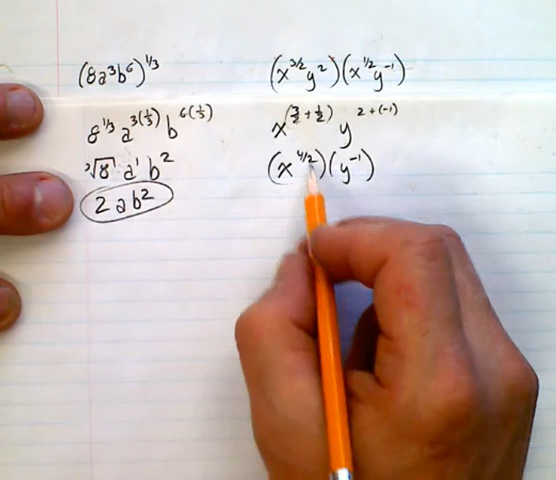 (8a³b⁶)^1/3
8^1/3 a^3(1/3) b^6(1/3)
³√8 a¹ b²
2ab²
(x^3/2 y²)(x^1/2 y⁻¹)
x^(3/2 + 1/2) y^2+(-1)
(x^4/2)(y⁻¹)